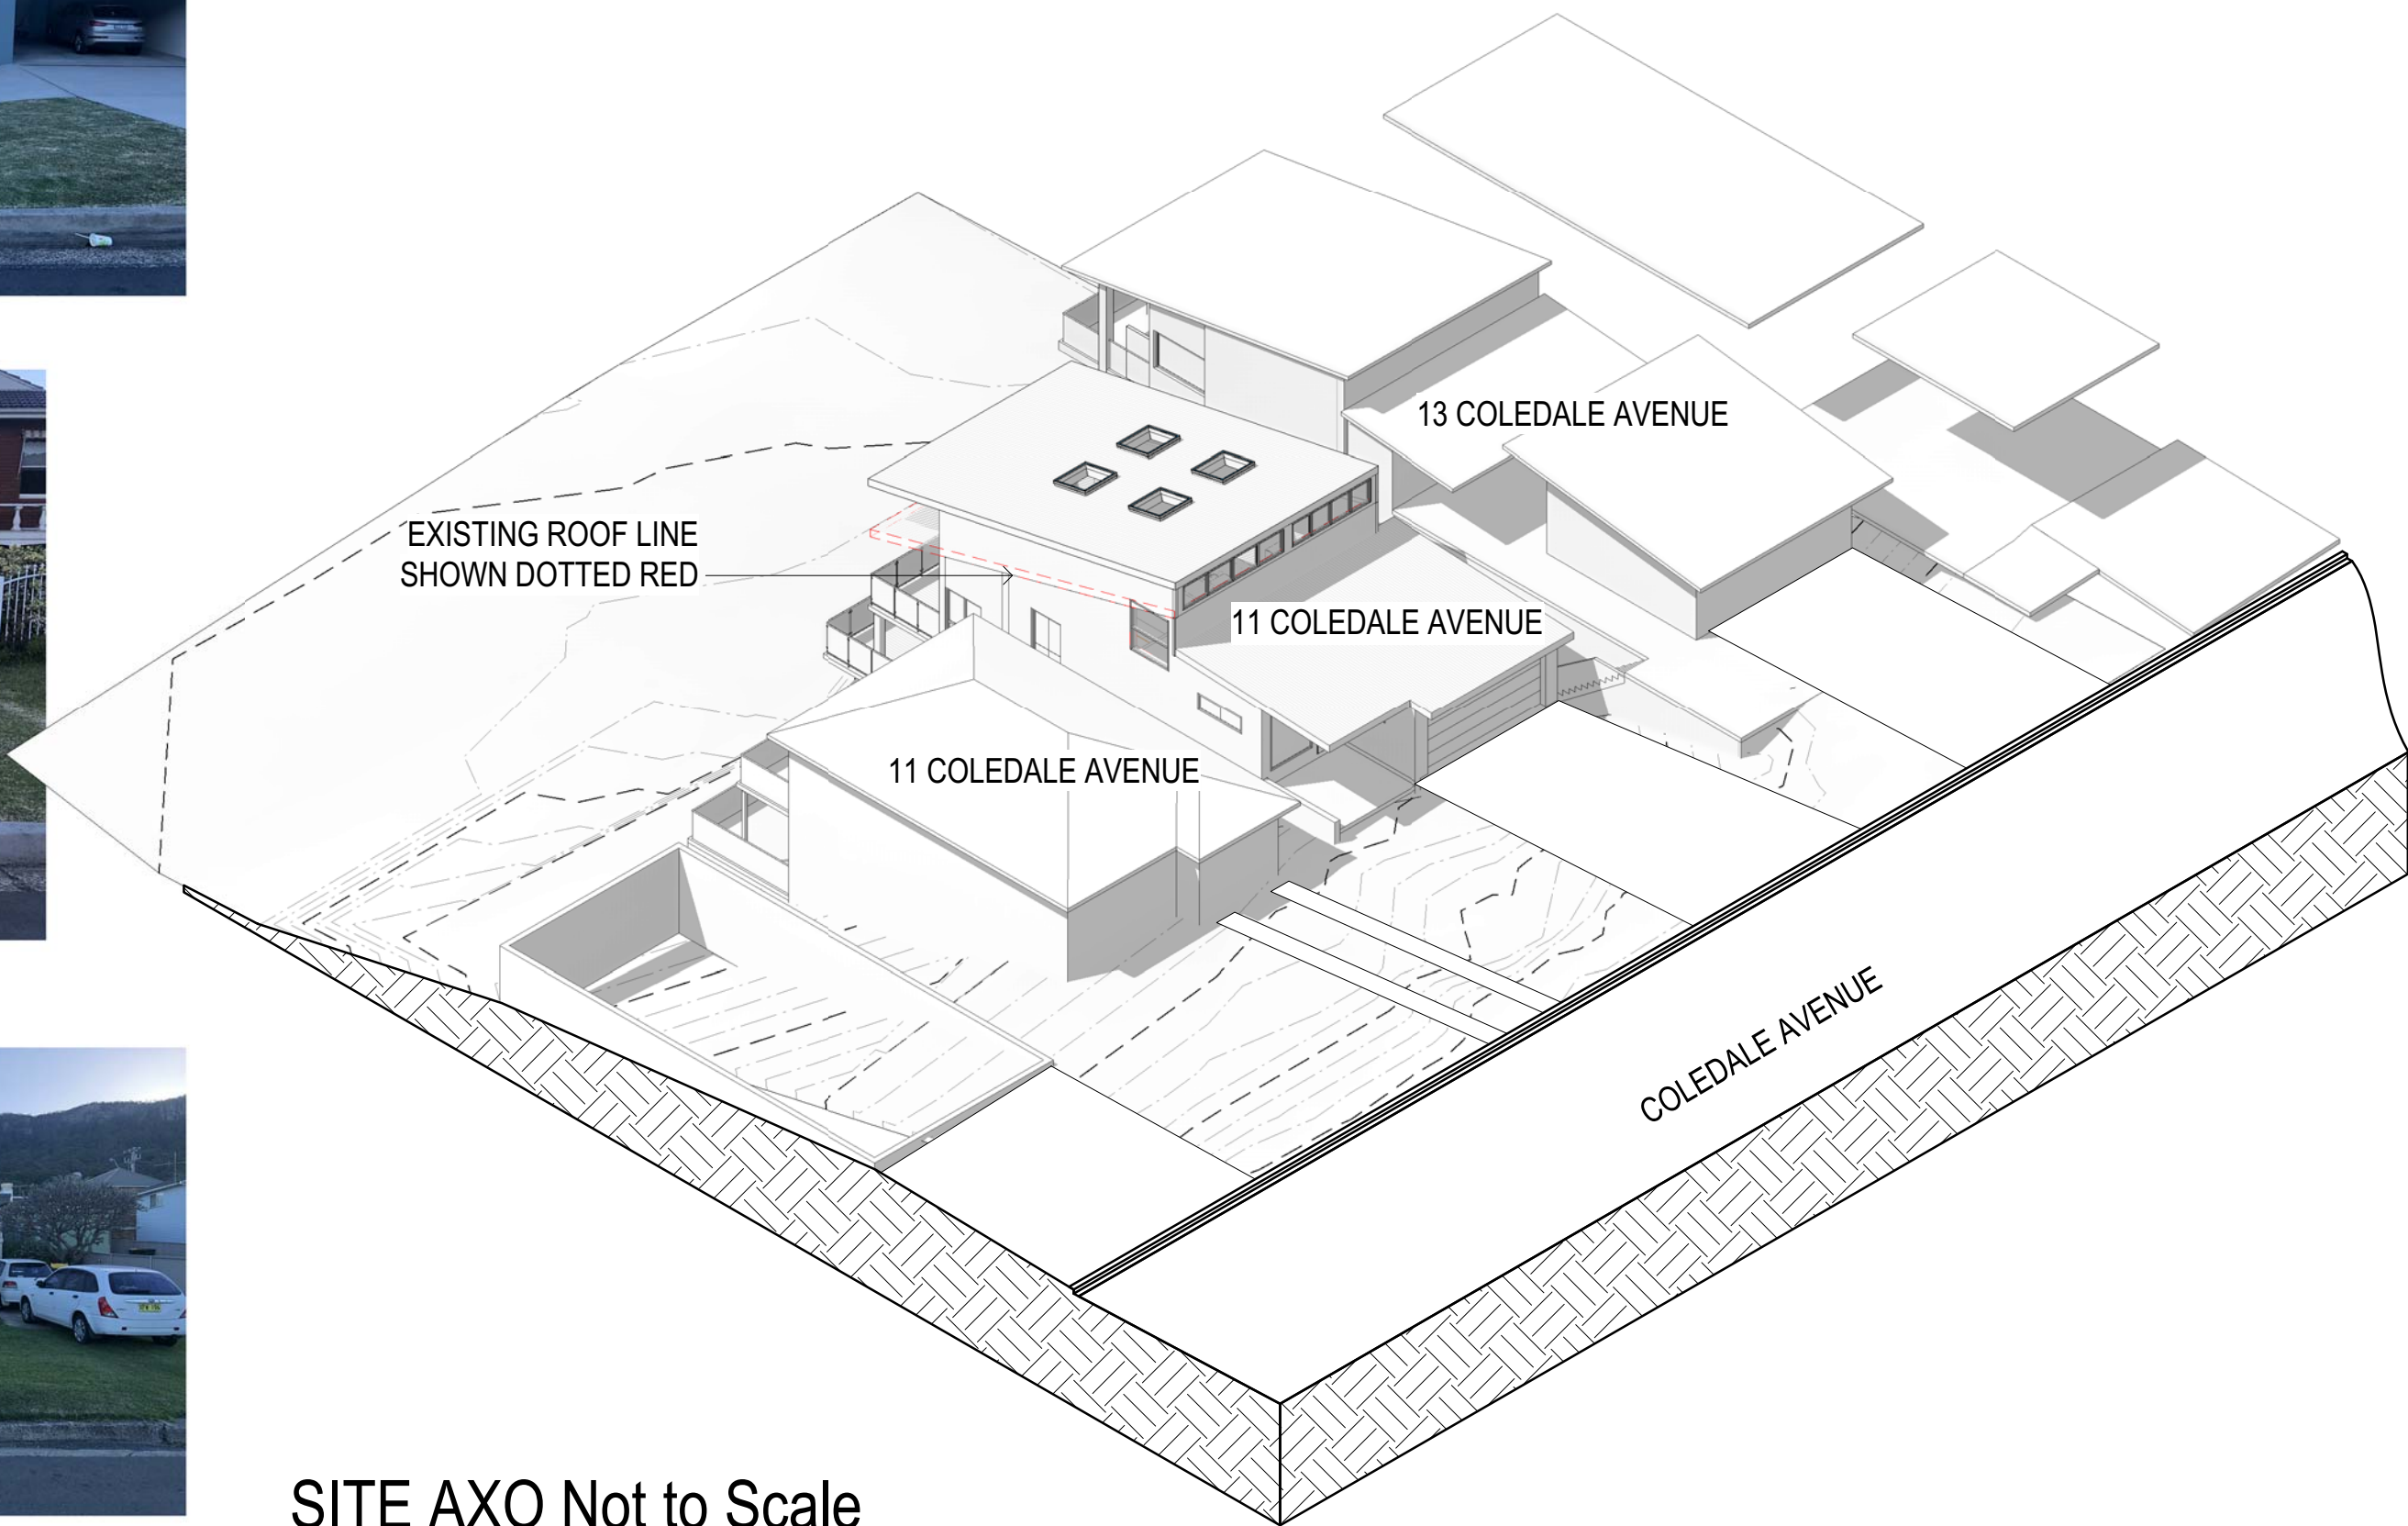 13 COLEDALE AVENUE
EXISTING ROOF LINE
SHOWN DOTTED RED
11 COLEDALE AVENUE
11 COLEDALE AVENUE
COLEDALE AVENUE
SITE AXO Not to Scale